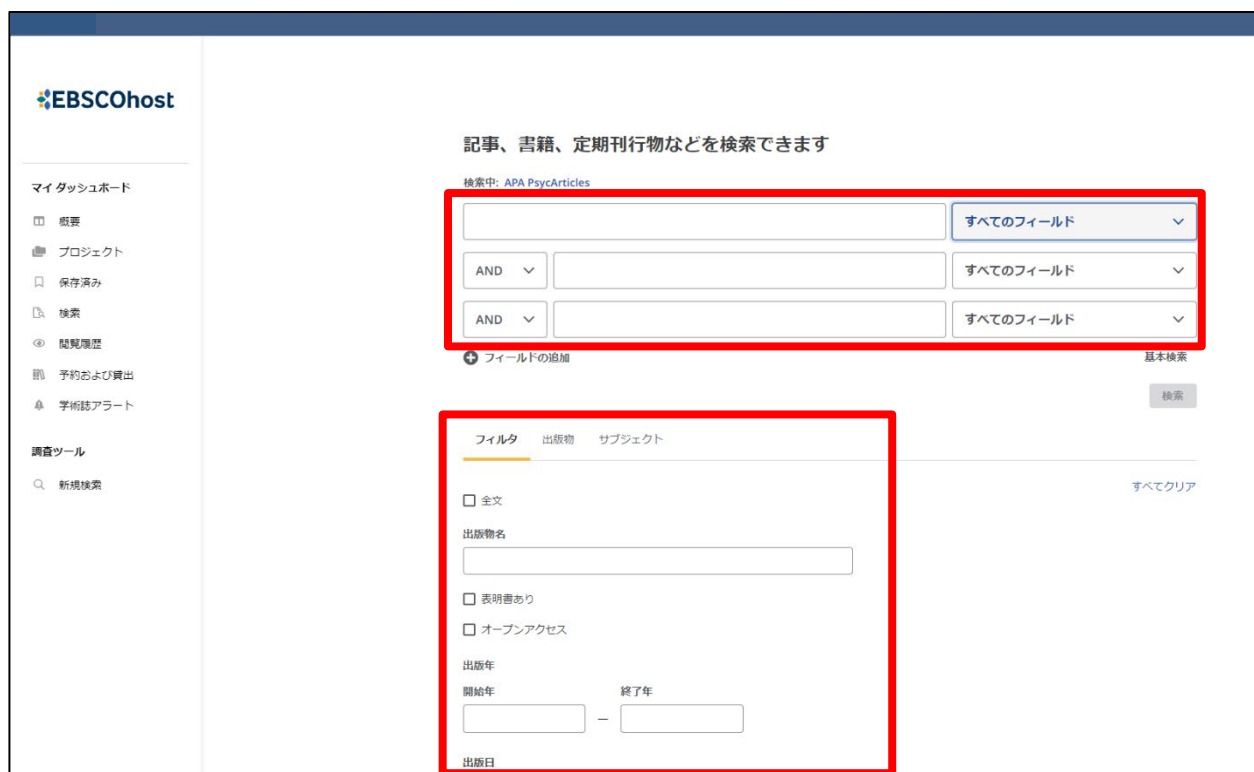 EBSCOhost
記事、書籍、定期刊行物などを検索できます
検索中: APA PsycArticles
マイ ダッシュボード
概要
プロジェクト
保存済み
検索
閲覧履歴
予約および貸出
学術誌アラート
調査ツール
新規検索
すべてのフィールド
AND すべてのフィールド
AND すべてのフィールド
フィールドの追加 基本検索
検索
フィルタ 出版物 サブジェクト
すべてクリア
全文
出版物名
表明書あり
オープンアクセス
出版年
開始年 終了年
–
出版日